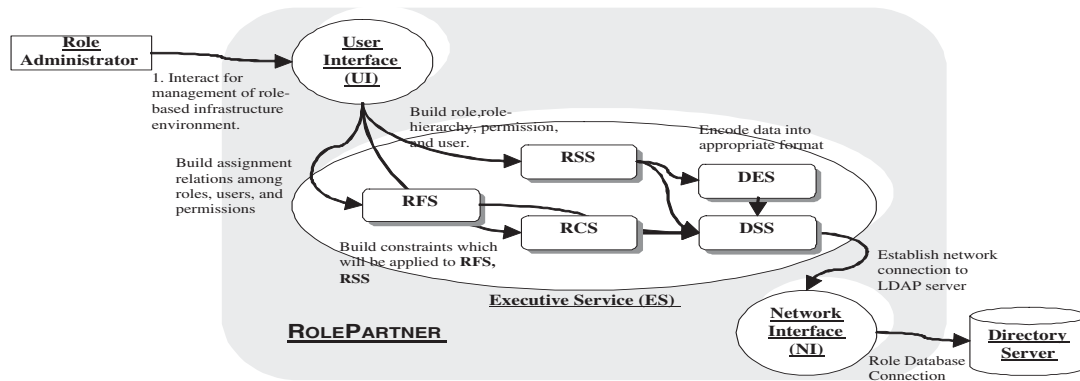 Role
Administrator
User
Interface
(UI)
1. Interact for
management of role-
based infrastructure
environment.
Build role,role-
hierarchy, permission,
and user.
Encode data into
appropriate format
Build assignment
relations among
roles, users, and
permissions
RSS
DES
RFS
RCS
DSS
Build constraints which
will be applied to RFS,
RSS
Establish network
connection to
LDAP server
Executive Service (ES)
ROLEPARTNER
Network
Interface
(NI)
Directory
Server
Role Database
Connection